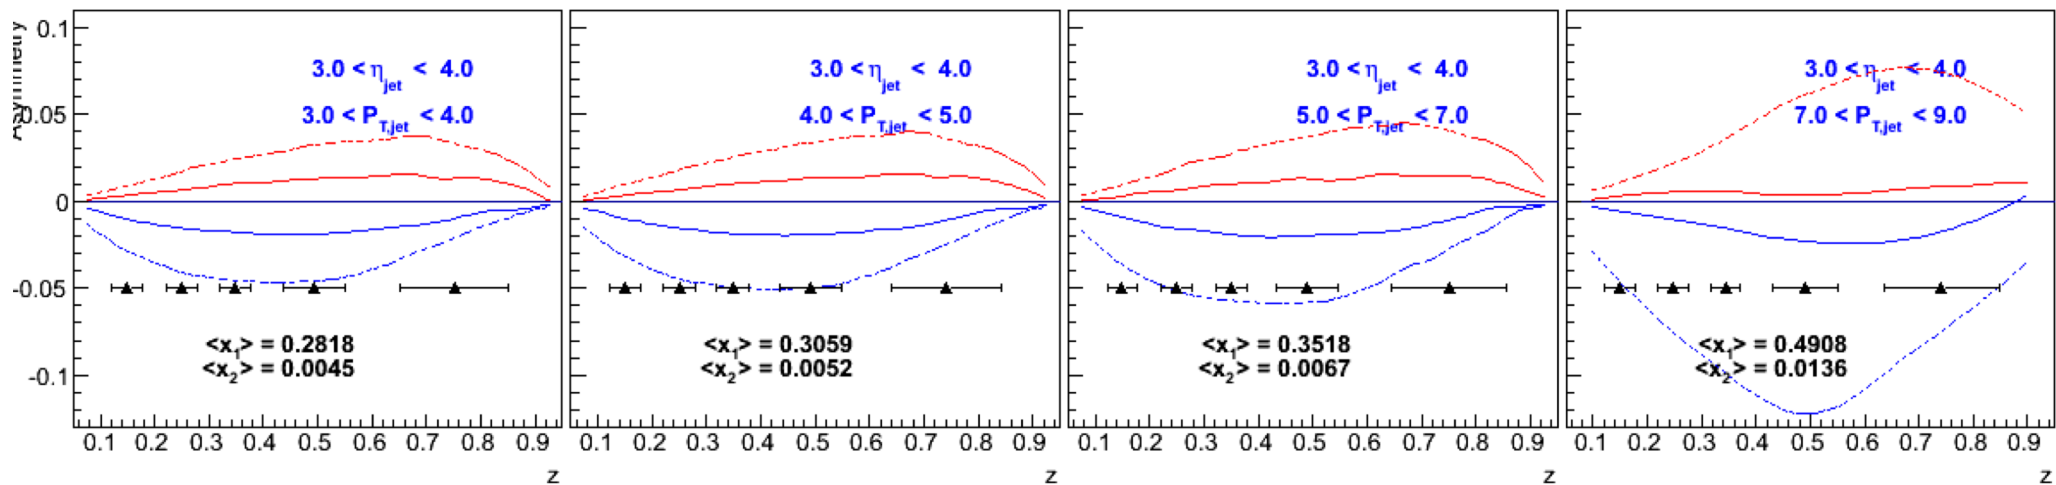 Asymmetry
0.1
0.05
0
-0.05
-0.1
3.0 < η_jet < 4.0
3.0 < P_T,jet < 4.0
<x_1> = 0.2818
<x_2> = 0.0045
0.1 0.2 0.3 0.4 0.5 0.6 0.7 0.8 0.9
z
3.0 < η_jet < 4.0
4.0 < P_T,jet < 5.0
<x_1> = 0.3059
<x_2> = 0.0052
0.1 0.2 0.3 0.4 0.5 0.6 0.7 0.8 0.9
z
3.0 < η_jet < 4.0
5.0 < P_T,jet < 7.0
<x_1> = 0.3518
<x_2> = 0.0067
0.1 0.2 0.3 0.4 0.5 0.6 0.7 0.8 0.9
z
3.0 < η_jet < 4.0
7.0 < P_T,jet < 9.0
<x_1> = 0.4908
<x_2> = 0.0136
0.1 0.2 0.3 0.4 0.5 0.6 0.7 0.8 0.9
z